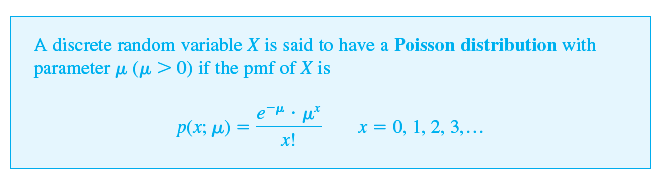 A discrete random variable X is said to have a Poisson distribution with
parameter μ (μ > 0) if the pmf of X is
p(x; μ) = e^{−μ} · μ^x / x!    x = 0, 1, 2, 3,…